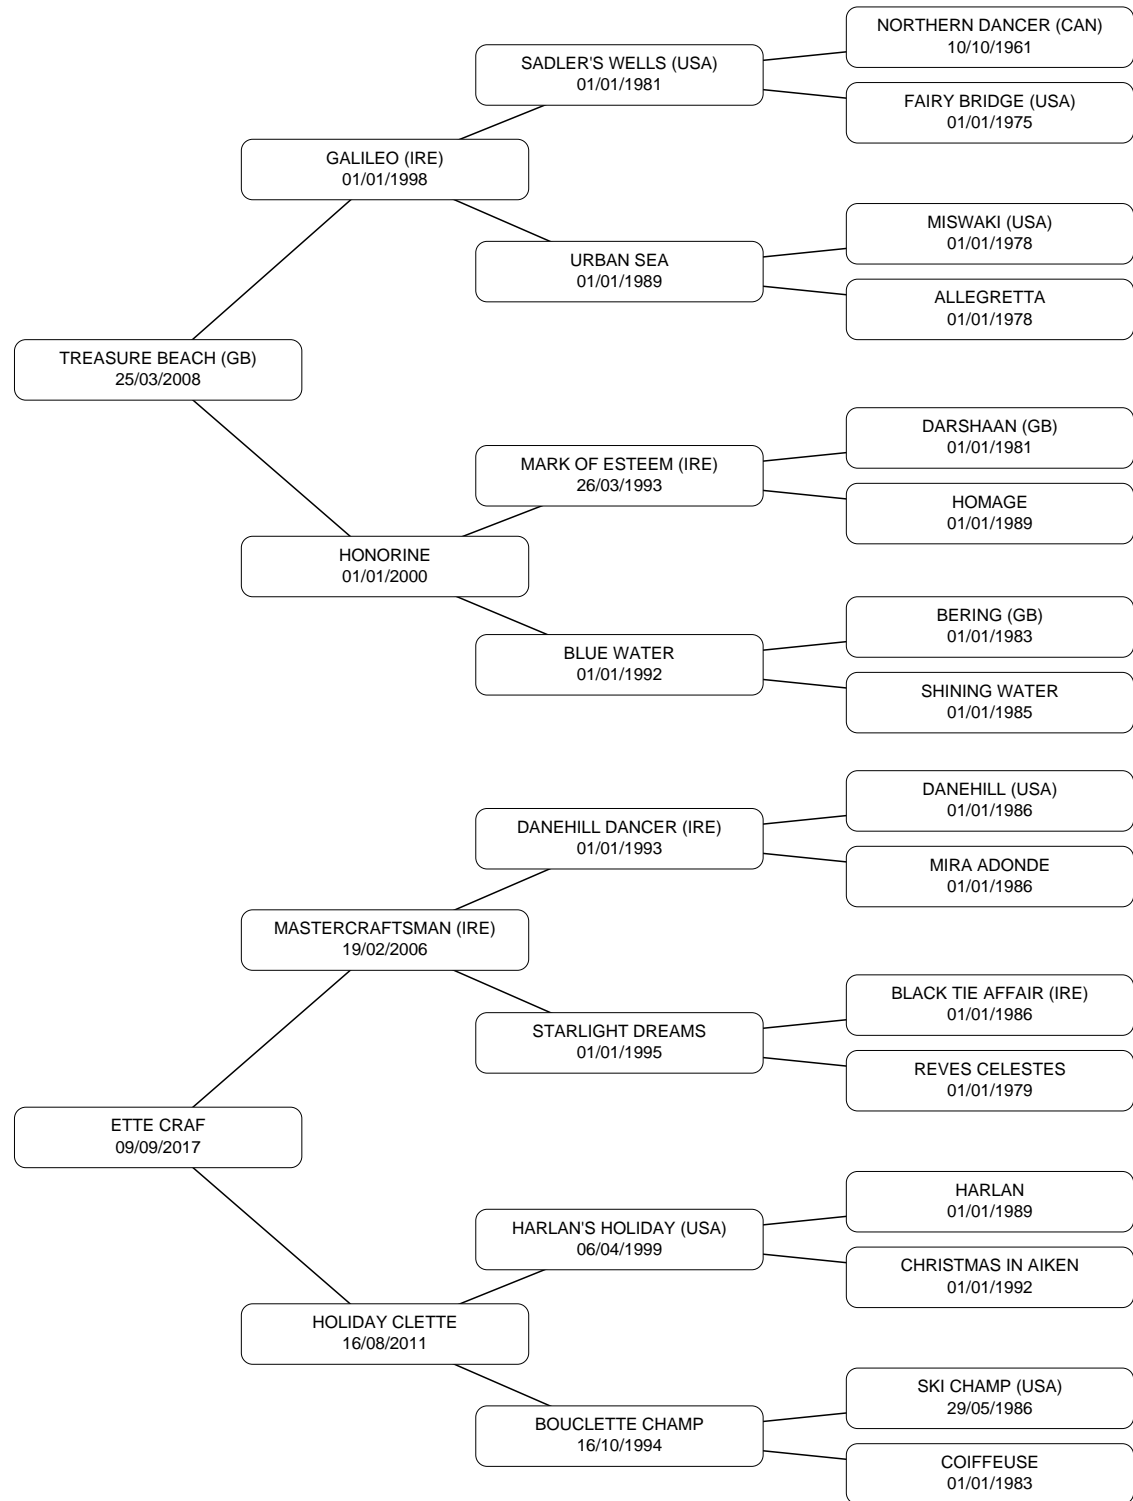 NORTHERN DANCER (CAN)
10/10/1961
SADLER'S WELLS (USA)
01/01/1981
FAIRY BRIDGE (USA)
01/01/1975
GALILEO (IRE)
01/01/1998
MISWAKI (USA)
01/01/1978
URBAN SEA
01/01/1989
ALLEGRETTA
01/01/1978
TREASURE BEACH (GB)
25/03/2008
DARSHAAN (GB)
01/01/1981
MARK OF ESTEEM (IRE)
26/03/1993
HOMAGE
01/01/1989
HONORINE
01/01/2000
BERING (GB)
01/01/1983
BLUE WATER
01/01/1992
SHINING WATER
01/01/1985
DANEHILL (USA)
01/01/1986
DANEHILL DANCER (IRE)
01/01/1993
MIRA ADONDE
01/01/1986
MASTERCRAFTSMAN (IRE)
19/02/2006
BLACK TIE AFFAIR (IRE)
01/01/1986
STARLIGHT DREAMS
01/01/1995
REVES CELESTES
01/01/1979
ETTE CRAF
09/09/2017
HARLAN
01/01/1989
HARLAN'S HOLIDAY (USA)
06/04/1999
CHRISTMAS IN AIKEN
01/01/1992
HOLIDAY CLETTE
16/08/2011
SKI CHAMP (USA)
29/05/1986
BOUCLETTE CHAMP
16/10/1994
COIFFEUSE
01/01/1983